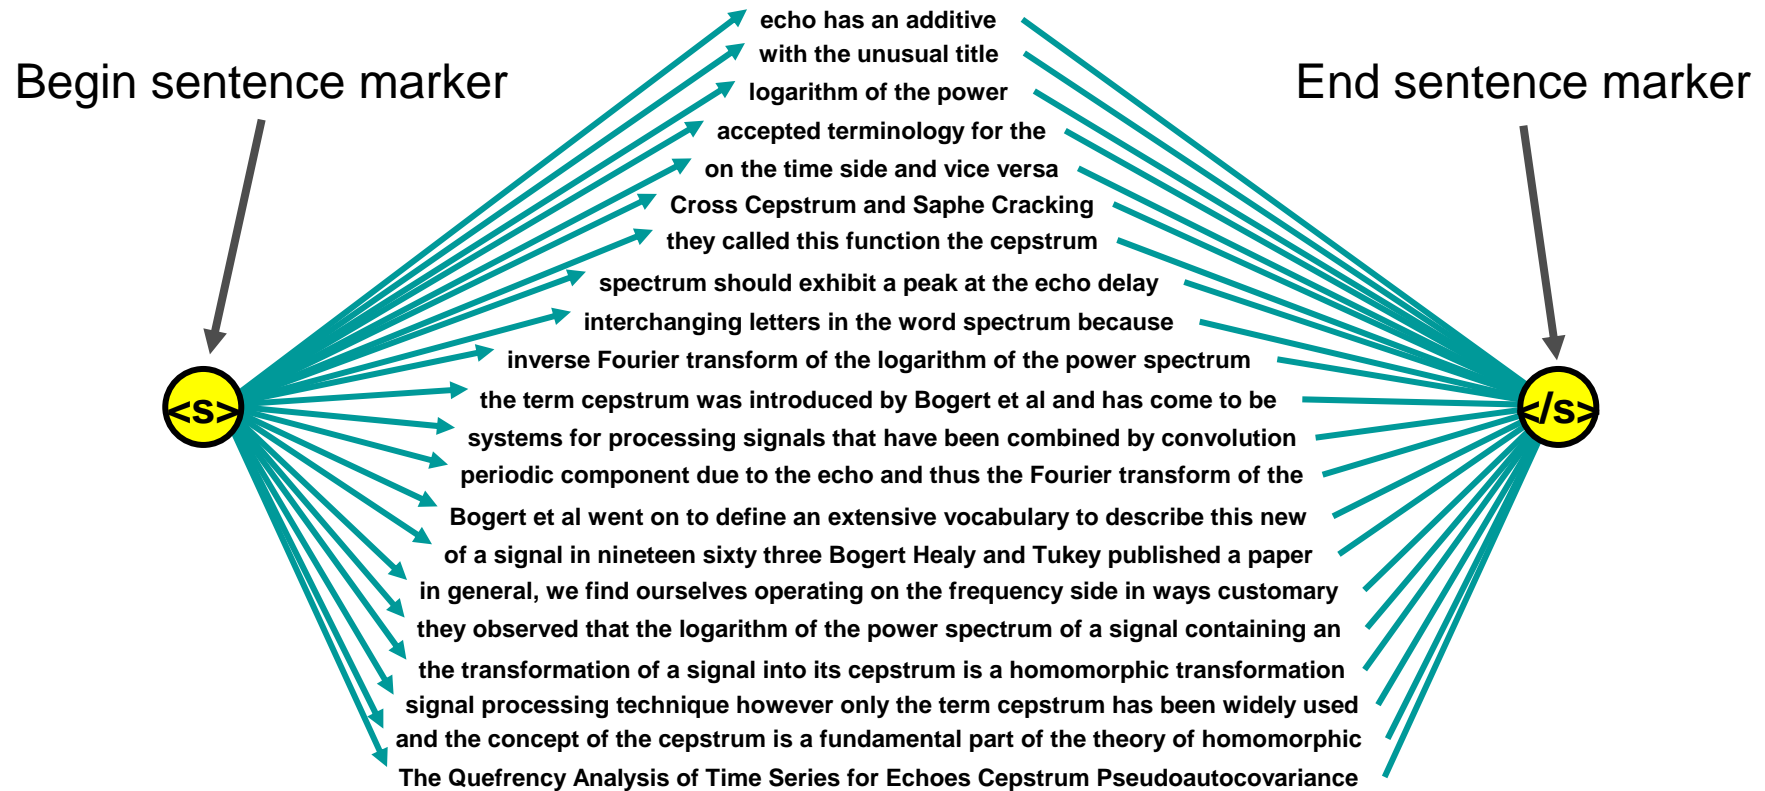 echo has an additive
with the unusual title
Begin sentence marker
End sentence marker
logarithm of the power
accepted terminology for the
on the time side and vice versa
Cross Cepstrum and Saphe Cracking
they called this function the cepstrum
spectrum should exhibit a peak at the echo delay
interchanging letters in the word spectrum because
inverse Fourier transform of the logarithm of the power spectrum
the term cepstrum was introduced by Bogert et al and has come to be
<s>
</s>
systems for processing signals that have been combined by convolution
periodic component due to the echo and thus the Fourier transform of the
Bogert et al went on to define an extensive vocabulary to describe this new
of a signal in nineteen sixty three Bogert Healy and Tukey published a paper
in general, we find ourselves operating on the frequency side in ways customary
they observed that the logarithm of the power spectrum of a signal containing an
the transformation of a signal into its cepstrum is a homomorphic transformation
signal processing technique however only the term cepstrum has been widely used
and the concept of the cepstrum is a fundamental part of the theory of homomorphic
The Quefrency Analysis of Time Series for Echoes Cepstrum Pseudoautocovariance